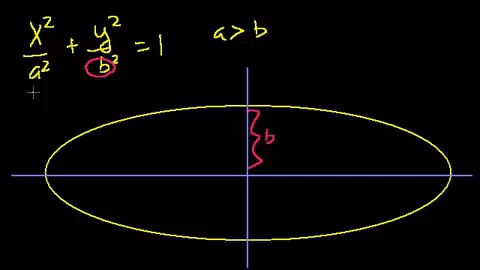 x²/a² + y²/b² = 1
a > b
b